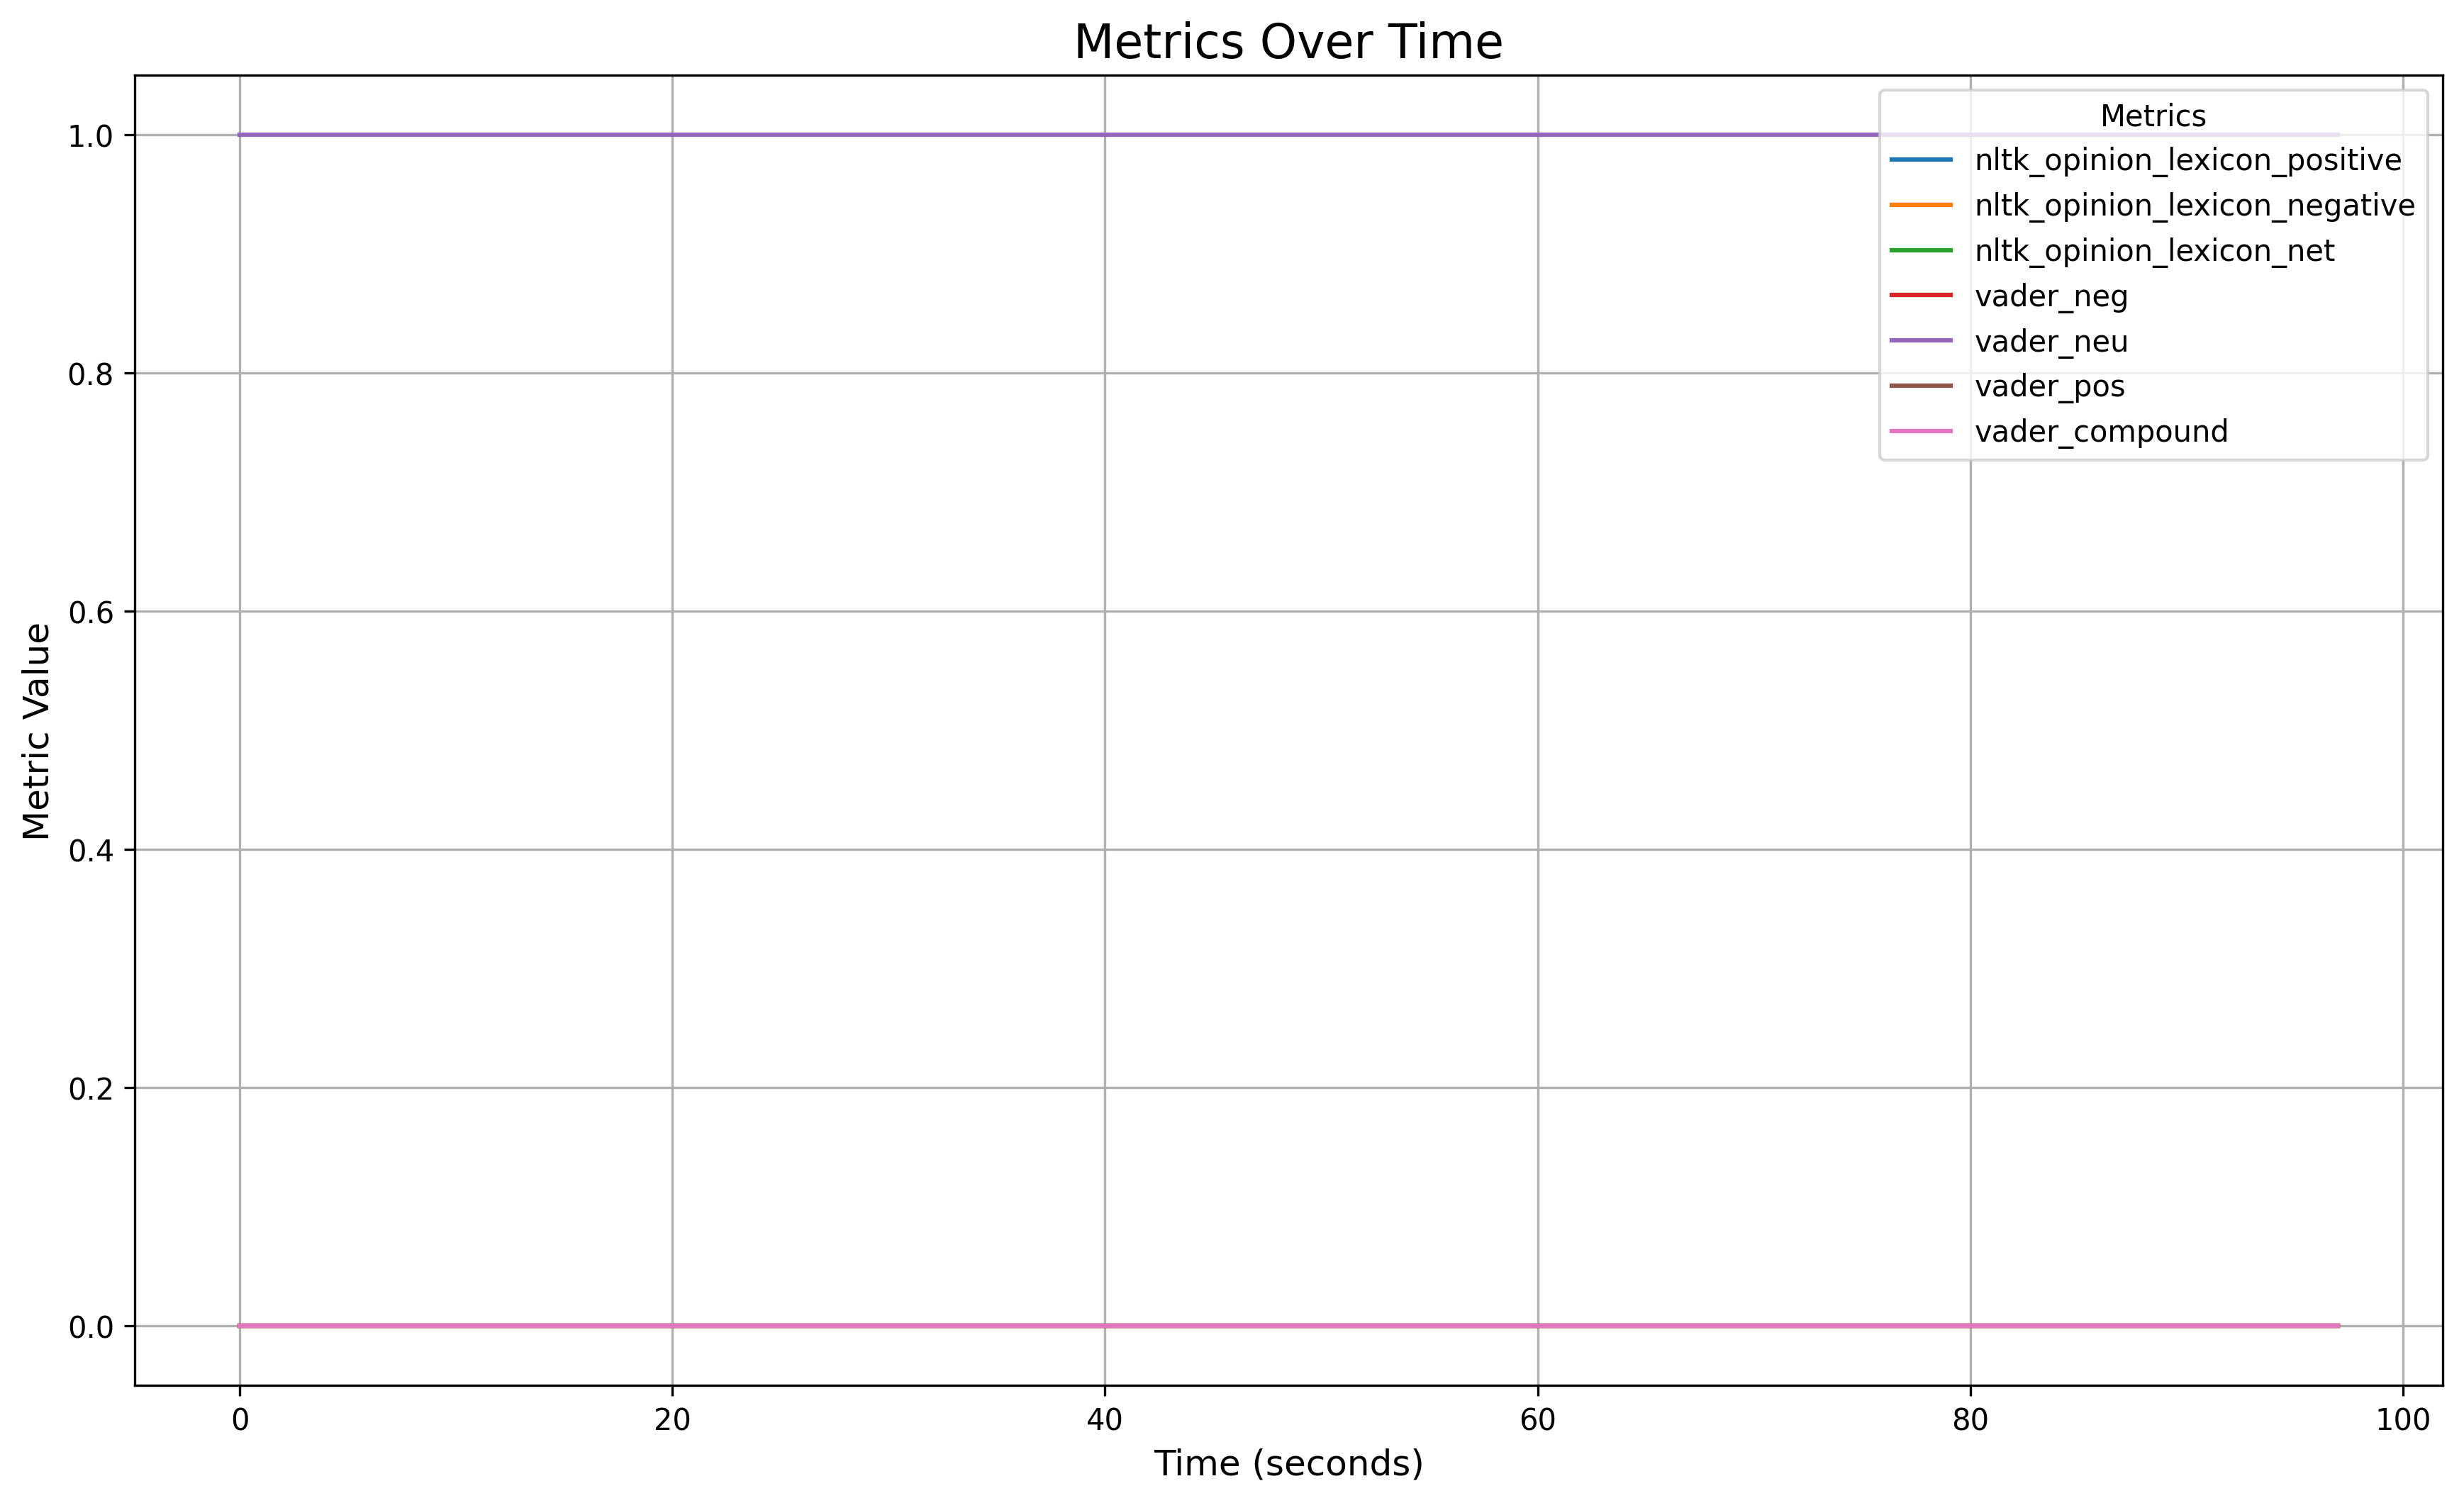 Metrics Over Time
Metrics
nltk_opinion_lexicon_positive
nltk_opinion_lexicon_negative
nltk_opinion_lexicon_net
vader_neg
vader_neu
vader_pos
vader_compound
Metric Value
1.0
0.8
0.6
0.4
0.2
0.0
0 20 40 60 80 100
Time (seconds)